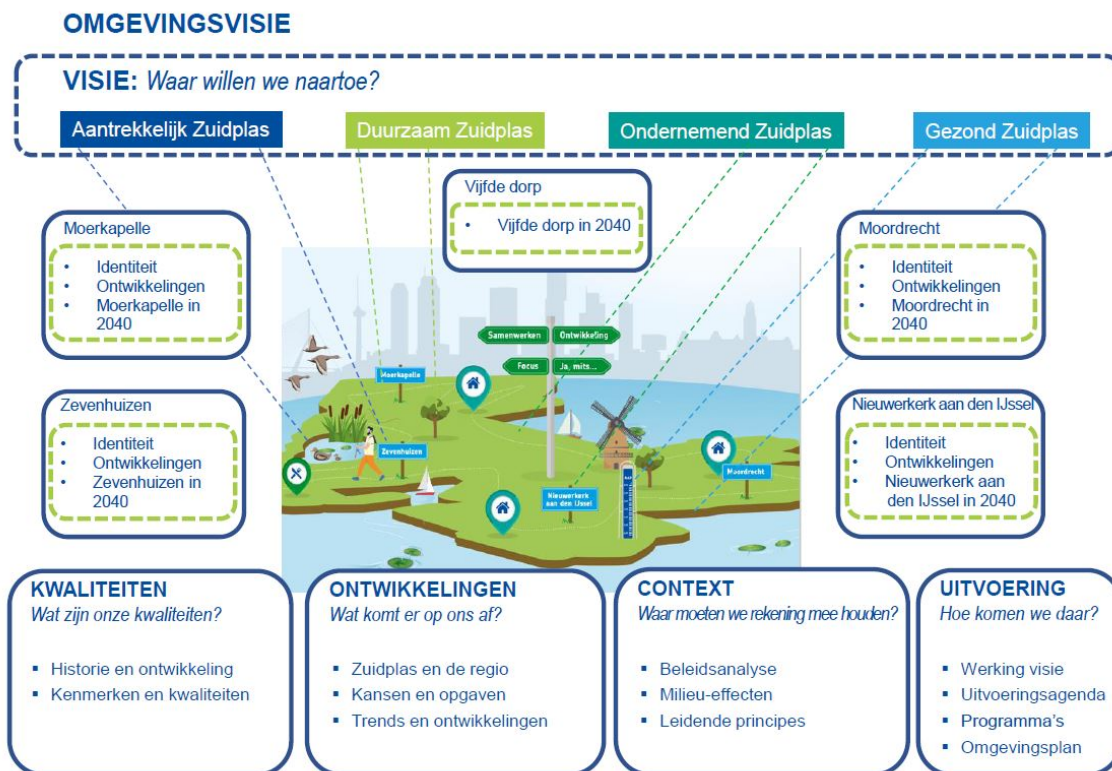 OMGEVINGSVISIE
VISIE: Waar willen we naartoe?
Aantrekkelijk Zuidplas
Duurzaam Zuidplas
Ondernemend Zuidplas
Gezond Zuidplas
Vijfde dorp
• Vijfde dorp in 2040
Moerkapelle
• Identiteit
• Ontwikkelingen
• Moerkapelle in
2040
Moordrecht
• Identiteit
• Ontwikkelingen
• Moordrecht in
2040
Samenwerken
Ontwikkeling
Focus
Ja, mits...
Moerkapelle
Zevenhuizen
Nieuwerkerk
aan den IJssel
Moordrecht
Zevenhuizen
• Identiteit
• Ontwikkelingen
• Zevenhuizen in
2040
Nieuwerkerk aan den IJssel
• Identiteit
• Ontwikkelingen
• Nieuwerkerk aan
den IJssel in 2040
KWALITEITEN
Wat zijn onze kwaliteiten?
▪ Historie en ontwikkeling
▪ Kenmerken en kwaliteiten
ONTWIKKELINGEN
Wat komt er op ons af?
▪ Zuidplas en de regio
▪ Kansen en opgaven
▪ Trends en ontwikkelingen
CONTEXT
Waar moeten we rekening mee houden?
▪ Beleidsanalyse
▪ Milieu-effecten
▪ Leidende principes
UITVOERING
Hoe komen we daar?
▪ Werking visie
▪ Uitvoeringsagenda
▪ Programma's
▪ Omgevingsplan